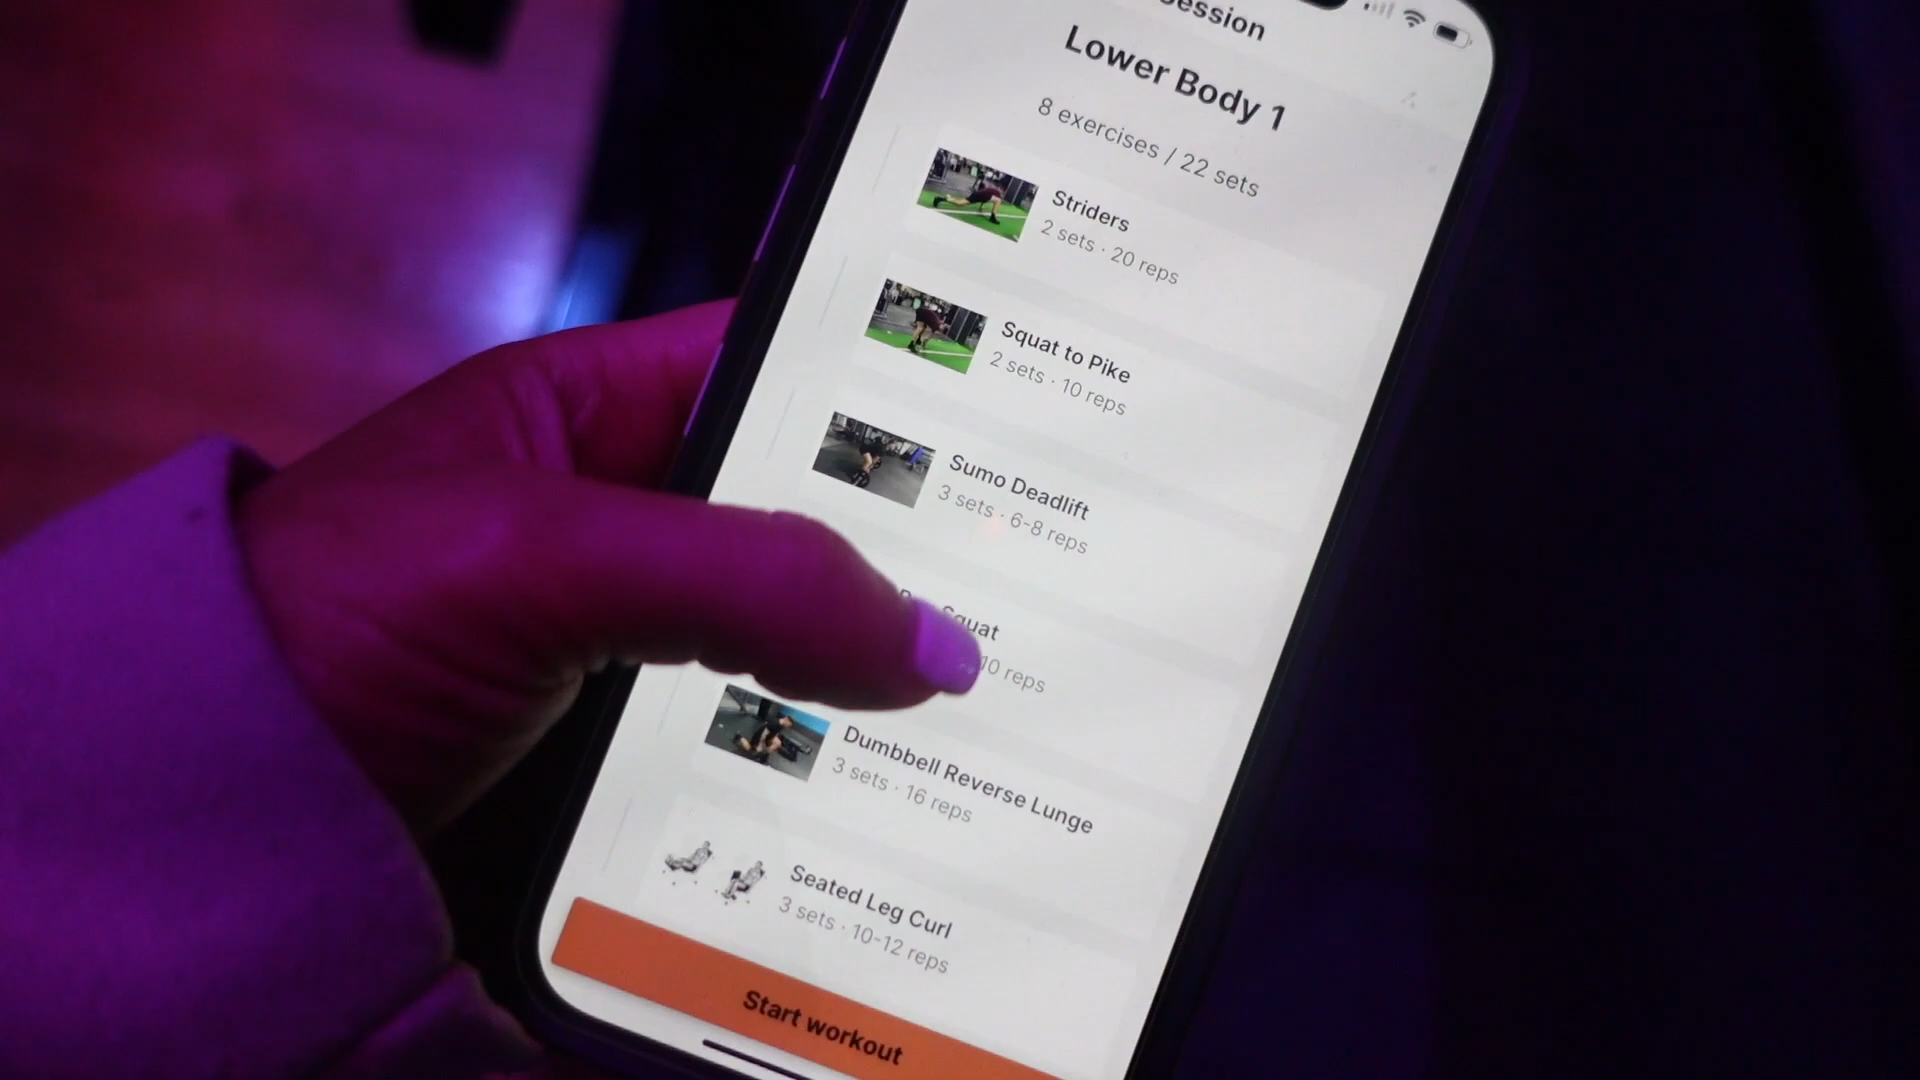 Session
Lower Body 1
8 exercises / 22 sets
Striders
2 sets · 20 reps
Squat to Pike
2 sets · 10 reps
Sumo Deadlift
3 sets · 6-8 reps
Squat
10 reps
Dumbbell Reverse Lunge
3 sets · 16 reps
Seated Leg Curl
3 sets · 10-12 reps
Start workout